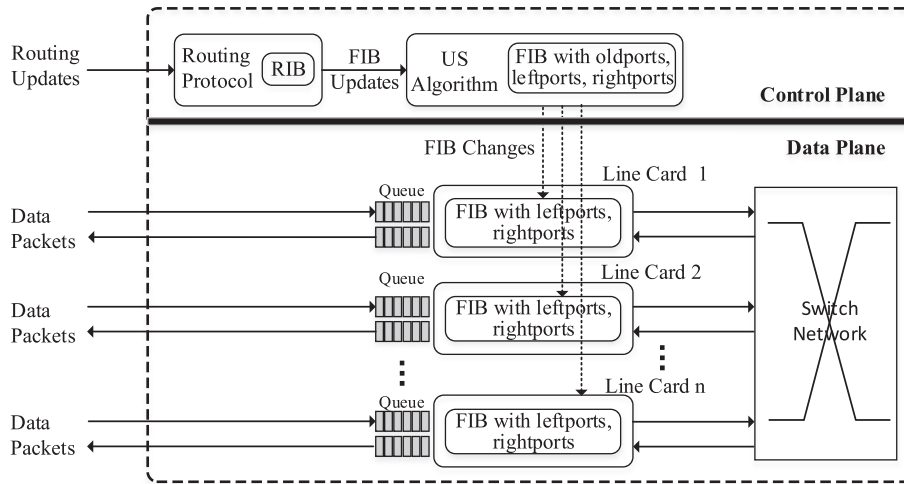 Routing
Updates
Routing
Protocol
RIB
FIB
Updates
US
Algorithm
FIB with oldports,
leftports, rightports
Control Plane
Data Plane
FIB Changes
Line Card 1
Queue
Data
Packets
FIB with leftports,
rightports
Line Card 2
Queue
Data
Packets
FIB with leftports,
rightports
Switch
Network
Line Card n
Queue
Data
Packets
FIB with leftports,
rightports